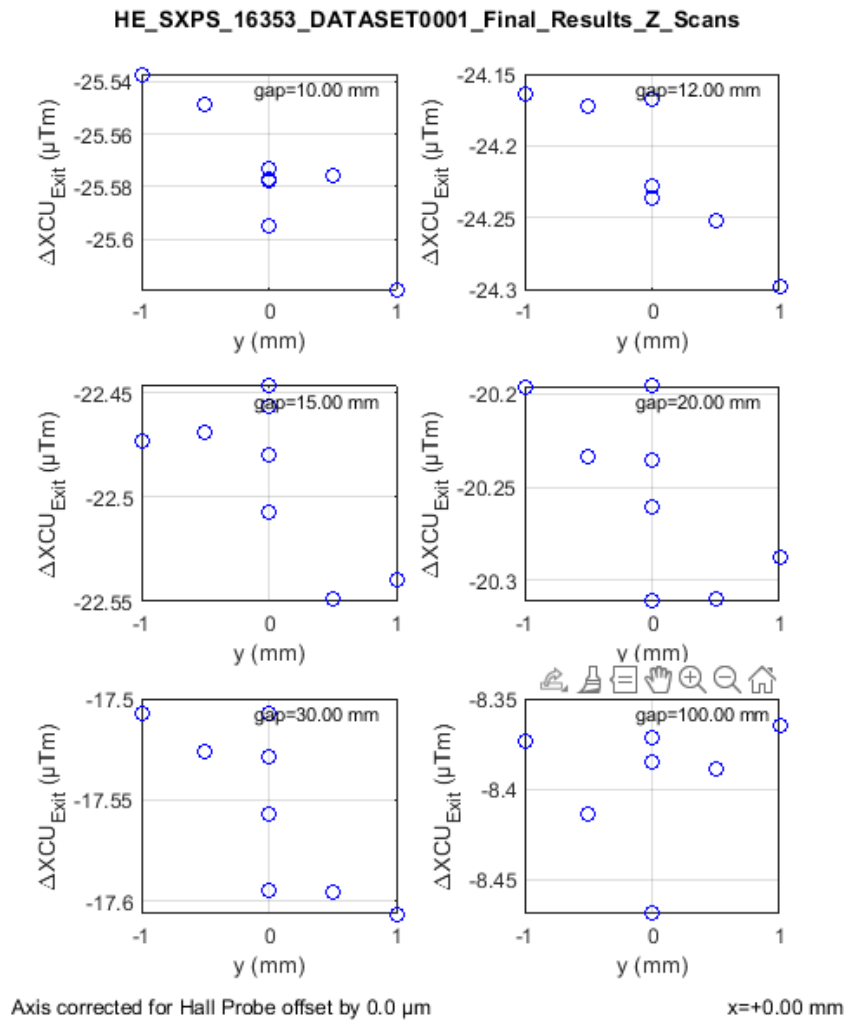 HE_SXPS_16353_DATASET0001_Final_Results_Z_Scans
gap=10.00 mm
-25.54
-25.56
-25.58
-25.6
ΔXCU_Exit (µTm)
-1
0
1
y (mm)
gap=12.00 mm
-24.15
-24.2
-24.25
-24.3
ΔXCU_Exit (µTm)
-1
0
1
y (mm)
gap=15.00 mm
-22.45
-22.5
-22.55
ΔXCU_Exit (µTm)
-1
0
1
y (mm)
gap=20.00 mm
-20.2
-20.25
-20.3
ΔXCU_Exit (µTm)
-1
0
1
y (mm)
gap=30.00 mm
-17.5
-17.55
-17.6
ΔXCU_Exit (µTm)
-1
0
1
y (mm)
gap=100.00 mm
-8.35
-8.4
-8.45
ΔXCU_Exit (µTm)
-1
0
1
y (mm)
Axis corrected for Hall Probe offset by 0.0 µm
x=+0.00 mm